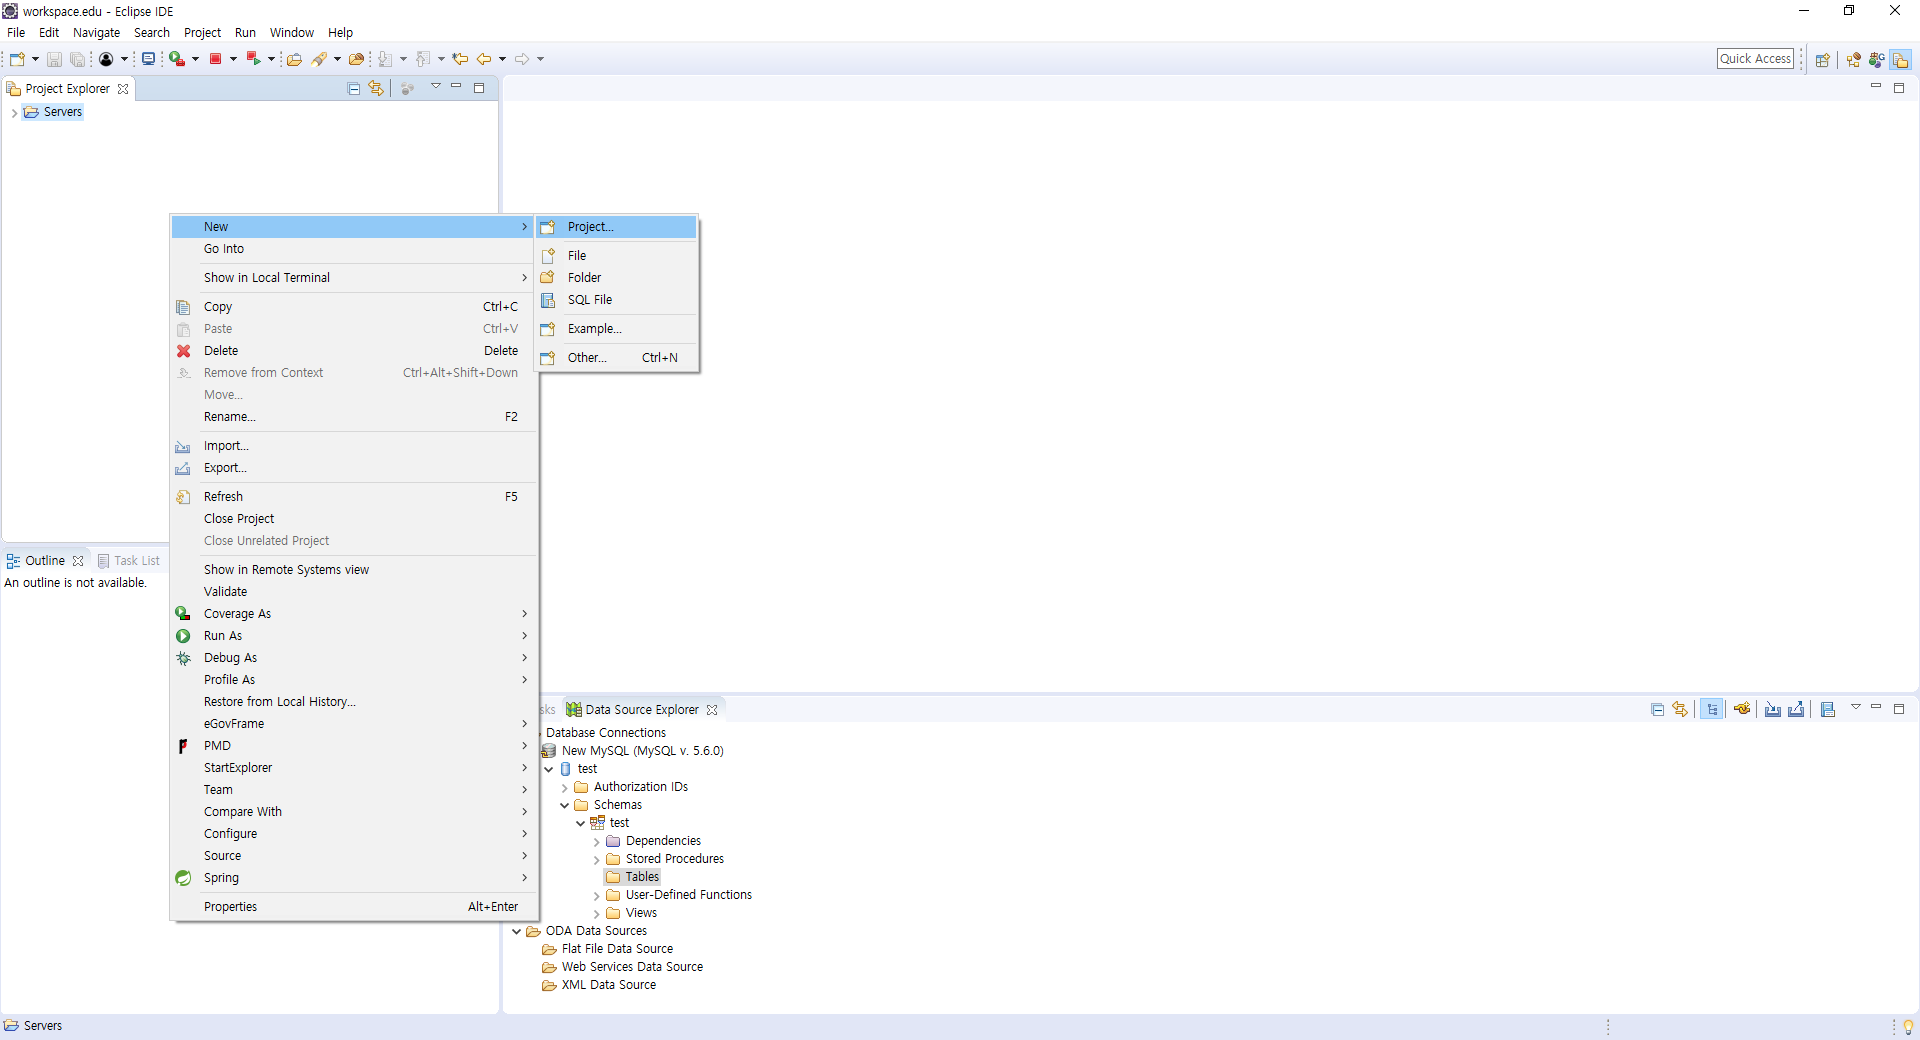 workspace.edu - Eclipse IDE
File Edit Navigate Search Project Run Window Help
Quick Access
Project Explorer
Servers
New
Go Into
Show in Local Terminal
Copy Ctrl+C
Paste Ctrl+V
Delete Delete
Remove from Context Ctrl+Alt+Shift+Down
Move...
Rename... F2
Import...
Export...
Refresh F5
Close Project
Close Unrelated Project
Show in Remote Systems view
Validate
Coverage As
Run As
Debug As
Profile As
Restore from Local History...
eGovFrame
PMD
StartExplorer
Team
Compare With
Configure
Source
Spring
Properties Alt+Enter
Project...
File
Folder
SQL File
Example...
Other... Ctrl+N
Outline Task List
An outline is not available.
sks Data Source Explorer
Database Connections
New MySQL (MySQL v. 5.6.0)
test
Authorization IDs
Schemas
test
Dependencies
Stored Procedures
Tables
User-Defined Functions
Views
ODA Data Sources
Flat File Data Source
Web Services Data Source
XML Data Source
Servers